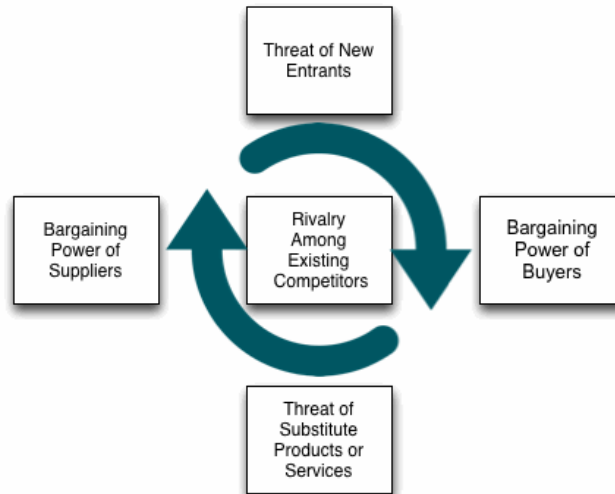 Threat of New
Entrants
Bargaining
Power of
Suppliers
Rivalry
Among
Existing
Competitors
Bargaining
Power of
Buyers
Threat of
Substitute
Products or
Services